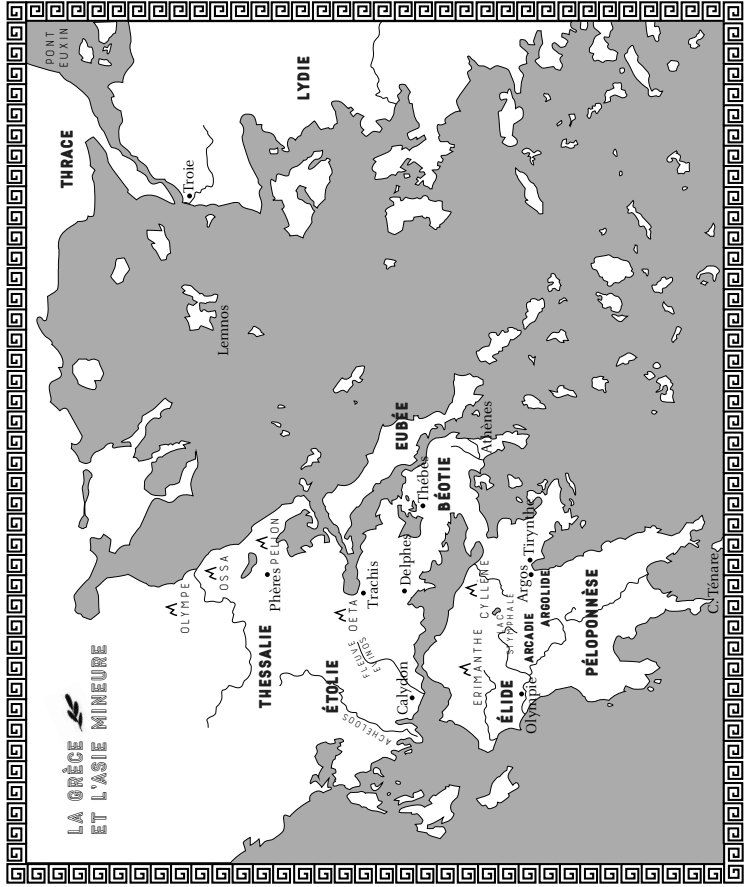 LA GRÈCE
ET L'ASIE MINEURE
PONT
EUXIN
THRACE
LYDIE
Troie
Lemnos
OLYMPE
OSSA
PELION
Phères
THESSALIE
EUBÉE
OETA
Trachis
Thèbes
BÉOTIE
Athènes
Delphes
ÉTOLIE
FLEUVE
EVINOS
Calydon
ACHELOOS
CYLLÈNE
ERIMANTHE
LAC
STYMPHALE
Tirynthe
Argos
ARGOLIDE
ARCADIE
ÉLIDE
Olympie
PÉLOPONNÈSE
C. Ténare